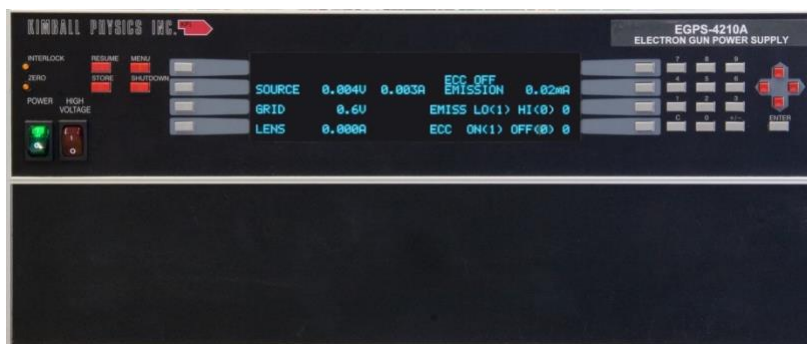 KIMBALL PHYSICS INC. KPI
EGPS-4210A
ELECTRON GUN POWER SUPPLY
INTERLOCK
ZERO
RESUME MENU
STORE SHUTDOWN
POWER HIGH VOLTAGE
ECC OFF
SOURCE 0.004V 0.003A EMISSION 0.02mA
GRID 0.6V EMISS LO(1) HI(0) 0
LENS 0.000A ECC ON(1) OFF(0) 0
7 8 9
4 5 6
1 2 3
C 0 +/-
ENTER